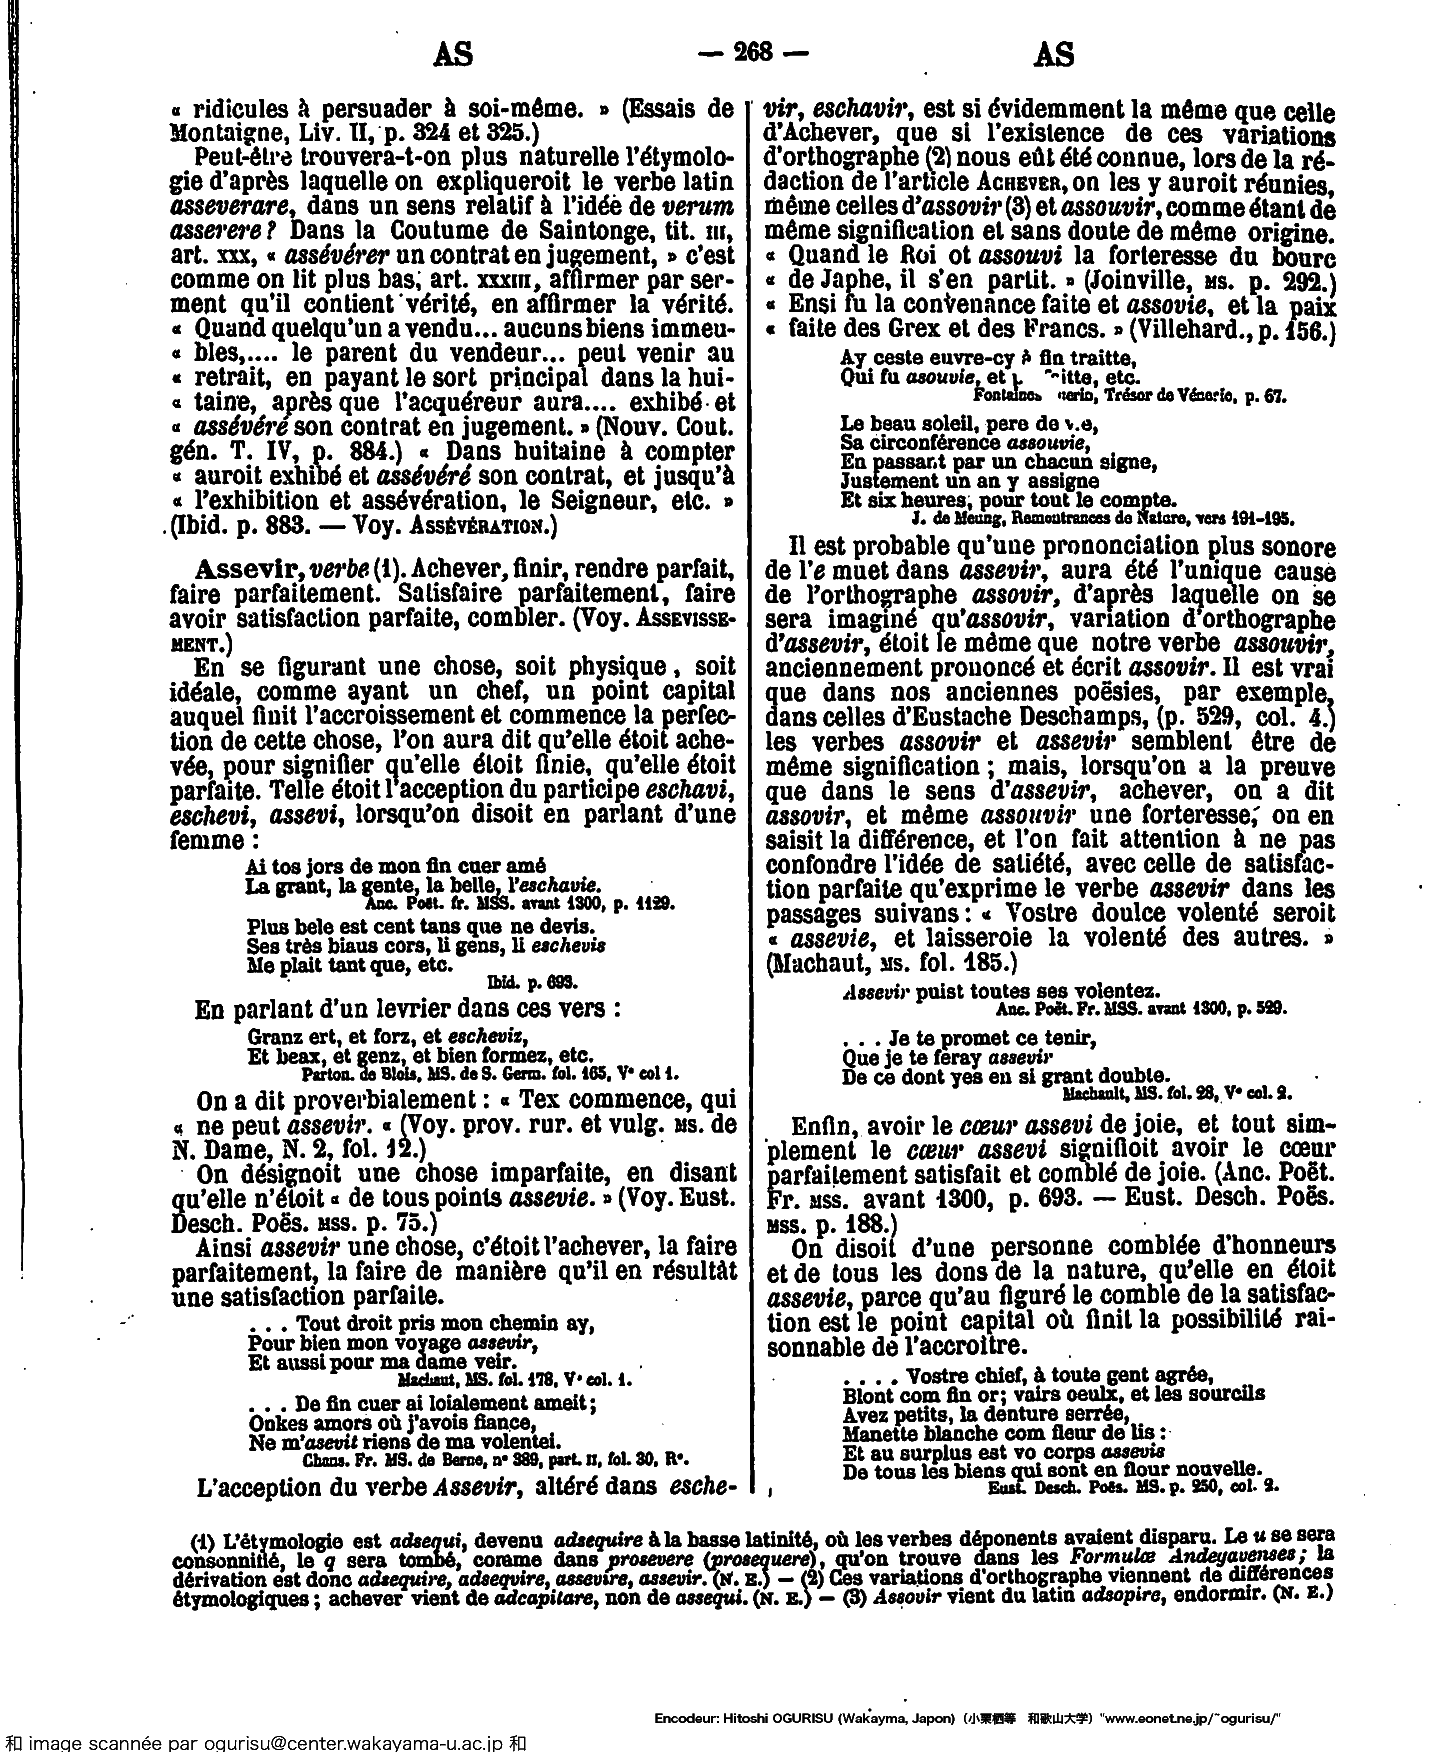 AS — 268 — AS
« ridicules à persuader à soi-même. » (Essais de
Montaigne, Liv. II, p. 324 et 325.)
Peut-être trouvera-t-on plus naturelle l'étymolo-
gie d'après laquelle on expliqueroit le verbe latin
asseverare, dans un sens relatif à l'idée de verum
asserere? Dans la Coutume de Saintonge, tit. III,
art. XXX, « assévérer un contrat en jugement, » c'est
comme on lit plus bas, art. XXXIII, affirmer par ser-
ment qu'il contient vérité, en affirmer la vérité.
« Quand quelqu'un a vendu... aucuns biens immeu-
« bles,.... le parent du vendeur... peut venir au
« retrait, en payant le sort principal dans la hui-
« taine, après que l'acquéreur aura.... exhibé et
« assévéré son contrat en jugement. » (Nouv. Cout.
gén. T. IV, p. 884.) « Dans huitaine à compter
« auroit exhibé et assévéré son contrat, et jusqu'à
« l'exhibition et assévération, le Seigneur, etc. »
(Ibid. p. 883. — Voy. ASSÉVÉRATION.)
Assevir, verbe (1). Achever, finir, rendre parfait,
faire parfaitement. Satisfaire parfaitement, faire
avoir satisfaction parfaite, combler. (Voy. ASSEVISSE-
MENT.)
En se figurant une chose, soit physique, soit
idéale, comme ayant un chef, un point capital
auquel finit l'accroissement et commence la perfec-
tion de cette chose, l'on aura dit qu'elle étoit ache-
vée, pour signifier qu'elle étoit finie, qu'elle étoit
parfaite. Telle étoit l'acception du participe eschavi,
eschevi, assevi, lorsqu'on disoit en parlant d'une
femme :
Ai tos jors de mon fin cuer amé
La grant, la gente, la belle, l'eschavie.
Anc. Poët. fr. MSS. avant 1300, p. 1129.
Plus bele est cent tans que ne devis.
Ses très biaus cors, li gens, li eschevis
Me plait tant que, etc.
Ibid. p. 693.
En parlant d'un levrier dans ces vers :
Granz ert, et forz, et escheviz,
Et beax, et genz, et bien formez, etc.
Parton. de Blois, MS. de S. Germ. fol. 165, V° col 1.
On a dit proverbialement : « Tex commence, qui
« ne peut assevir. « (Voy. prov. rur. et vulg. MS. de
N. Dame, N. 2, fol. 12.)
On désignoit une chose imparfaite, en disant
qu'elle n'étoit « de tous points assevie. » (Voy. Eust.
Desch. Poës. MSS. p. 75.)
Ainsi assevir une chose, c'étoit l'achever, la faire
parfaitement, la faire de manière qu'il en résultât
une satisfaction parfaite.
. . . Tout droit pris mon chemin ay,
Pour bien mon voyage assevir,
Et aussi pour ma dame veir.
Machaut, MS. fol. 178, V° col. 1.
. . . De fin cuer ai loialement ameit ;
Onkes amors où j'avois fiance,
Ne m'asevit riens de ma volentei.
Chans. Fr. MS. de Berne, n° 389, part. II, fol. 30, R°.
L'acception du verbe Assevir, altéré dans esche-
vir, eschavir, est si évidemment la même que celle
d'Achever, que si l'existence de ces variations
d'orthographe (2) nous eût été connue, lors de la ré-
daction de l'article ACHEVER, on les y auroit réunies,
même celles d'assovir (3) et assouvir, comme étant de
même signification et sans doute de même origine.
« Quand le Roi ot assouvi la forteresse du bourc
« de Japhe, il s'en partit. » (Joinville, MS. p. 292.)
« Ensi fu la convenance faite et assovie, et la paix
« faite des Grex et des Francs. » (Villehard., p. 156.)
Ay ceste euvre-cy à fin traitte,
Qui fu asouvie, et itte, etc.
Fontaines Trésor de Vénerie, p. 67.
Le beau soleil, pere de vie,
Sa circonférence assouvie,
En passant par un chacun signe,
Justement un an y assigne
Et six heures, pour tout le compte.
J. de Meung, Remontrances de Nature, vers 191-195.
Il est probable qu'une prononciation plus sonore
de l'e muet dans assevir, aura été l'unique cause
de l'orthographe assovir, d'après laquelle on se
sera imaginé qu'assovir, variation d'orthographe
d'assevir, étoit le même que notre verbe assouvir,
anciennement prononcé et écrit assovir. Il est vrai
que dans nos anciennes poësies, par exemple,
dans celles d'Eustache Deschamps, (p. 529, col. 4.)
les verbes assovir et assevir semblent être de
même signification ; mais, lorsqu'on a la preuve
que dans le sens d'assevir, achever, on a dit
assovir, et même assouvir une forteresse, on en
saisit la différence, et l'on fait attention à ne pas
confondre l'idée de satiété, avec celle de satisfac-
tion parfaite qu'exprime le verbe assevir dans les
passages suivans : « Vostre doulce volenté seroit
« assevie, et laisseroie la volenté des autres. »
(Machaut, MS. fol. 185.)
Assevir puist toutes ses volentez.
Anc. Poët. Fr. MSS. avant 1300, p. 529.
. . . Je te promet ce tenir,
Que je te feray assevir
De ce dont yes en si grant double.
Machault, MS. fol. 28, V° col. 2.
Enfin, avoir le cœur assevi de joie, et tout sim-
plement le cœur assevi signifioit avoir le cœur
parfaitement satisfait et comblé de joie. (Anc. Poët.
Fr. MSS. avant 1300, p. 693. — Eust. Desch. Poës.
MSS. p. 188.)
On disoit d'une personne comblée d'honneurs
et de tous les dons de la nature, qu'elle en étoit
assevie, parce qu'au figuré le comble de la satisfac-
tion est le point capital où finit la possibilité rai-
sonnable de l'accroitre.
. . . . Vostre chief, à toute gent agrée,
Blont com fin or; vairs oeulx, et les sourcils
Avez petits, la denture serrée,
Manette blanche com fleur de lis :
Et au surplus est vo corps assevis
De tous les biens qui sont en flour nouvelle.
Eust. Desch. Poës. MS. p. 250, col. 2.
(1) L'étymologie est adsequi, devenu adsequire à la basse latinité, où les verbes déponents avaient disparu. Le u se sera
consonnifié, le q sera tombé, comme dans prosevere (prosequere), qu'on trouve dans les Formulæ Andeyavenses ; la
dérivation est donc adsequire, adseqvire, assevire, assevir. (N. E.) — (2) Ces variations d'orthographe viennent de différences
étymologiques ; achever vient de adcapitare, non de assequi. (N. E.) — (3) Assovir vient du latin adsopire, endormir. (N. E.)
Encodeur: Hitoshi OGURISU (Wakayma, Japon) (小栗栖等 和歌山大学) "www.eonet.ne.jp/~ogurisu/"
和 image scannée par ogurisu@center.wakayama-u.ac.jp 和